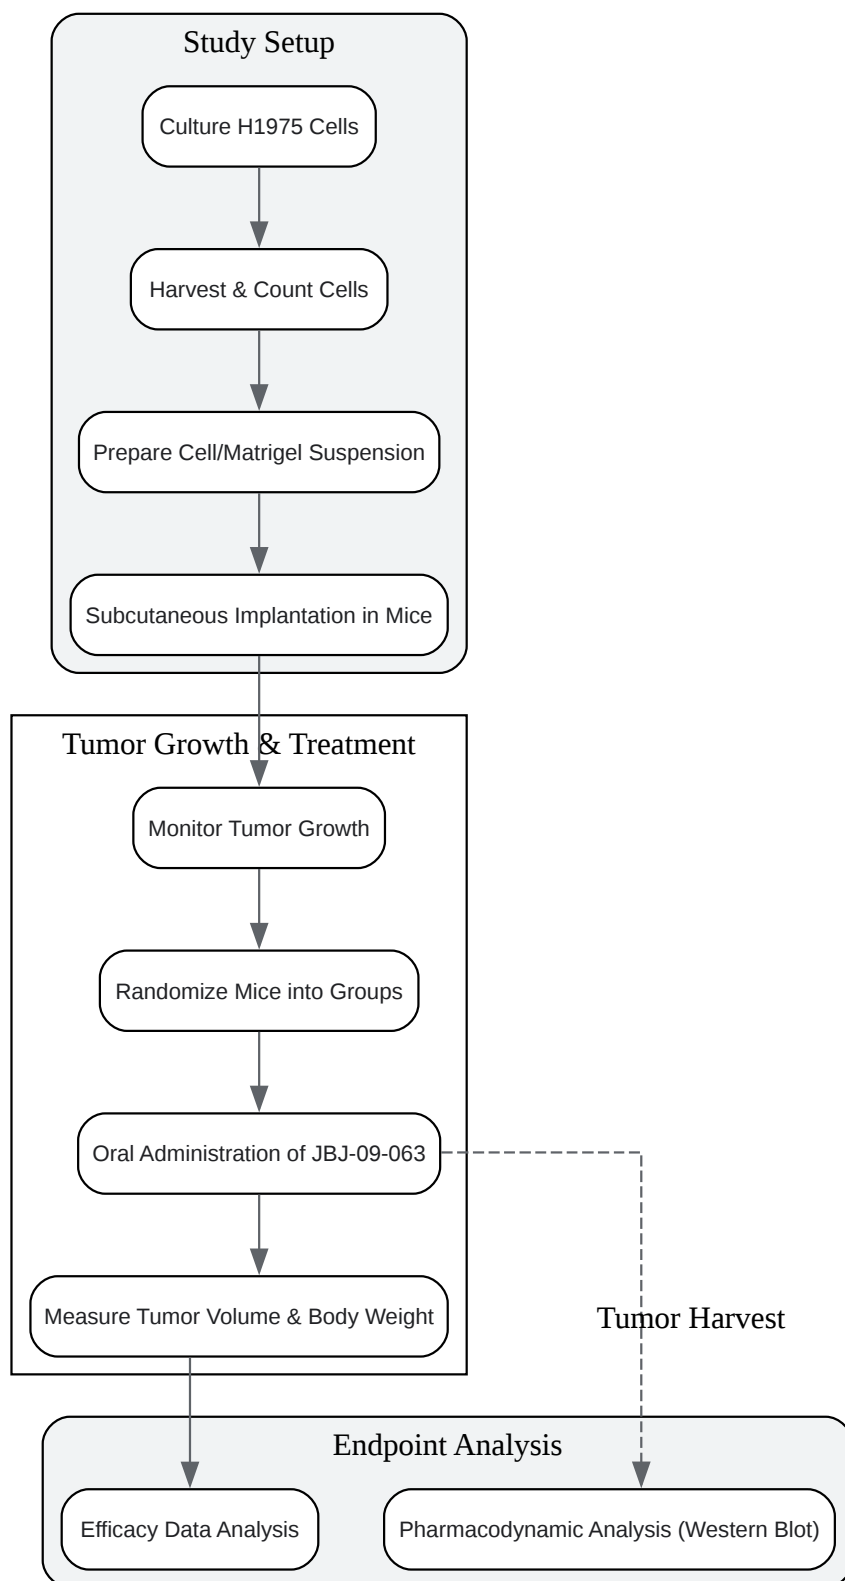 Study Setup
Culture H1975 Cells
Harvest & Count Cells
Prepare Cell/Matrigel Suspension
Subcutaneous Implantation in Mice
Tumor Growth & Treatment
Monitor Tumor Growth
Randomize Mice into Groups
Oral Administration of JBJ-09-063
Measure Tumor Volume & Body Weight
Tumor Harvest
Endpoint Analysis
Efficacy Data Analysis
Pharmacodynamic Analysis (Western Blot)